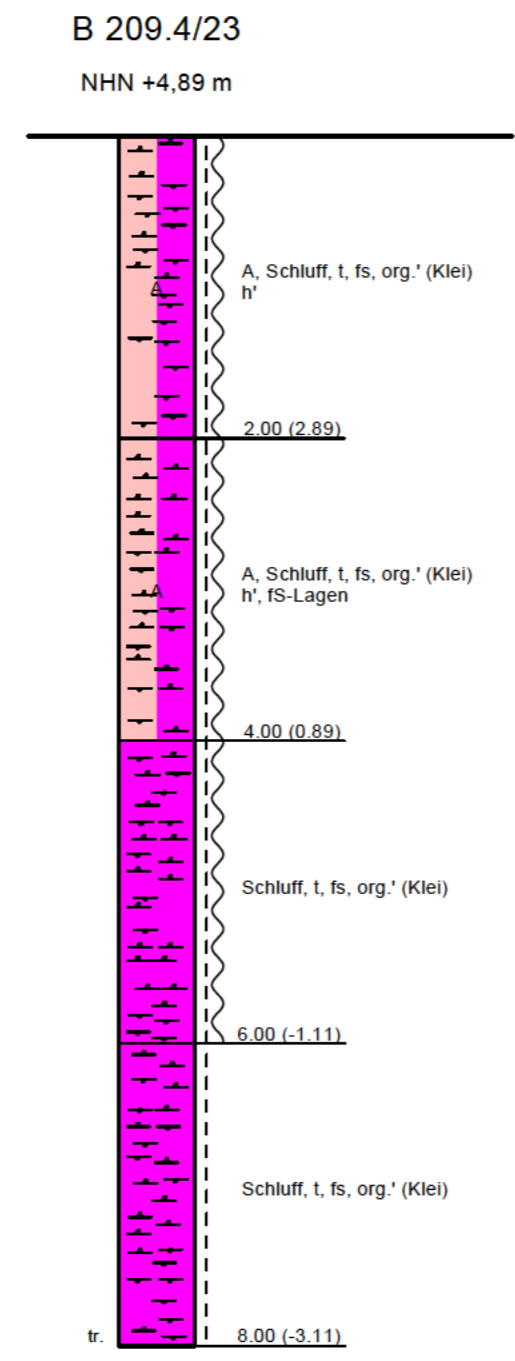 B 209.4/23
NHN +4,89 m
A
A, Schluff, t, fs, org.' (Klei)
h'
2.00 (2.89)
A
A, Schluff, t, fs, org.' (Klei)
h', fS-Lagen
4.00 (0.89)
Schluff, t, fs, org.' (Klei)
6.00 (-1.11)
Schluff, t, fs, org.' (Klei)
tr.
8.00 (-3.11)